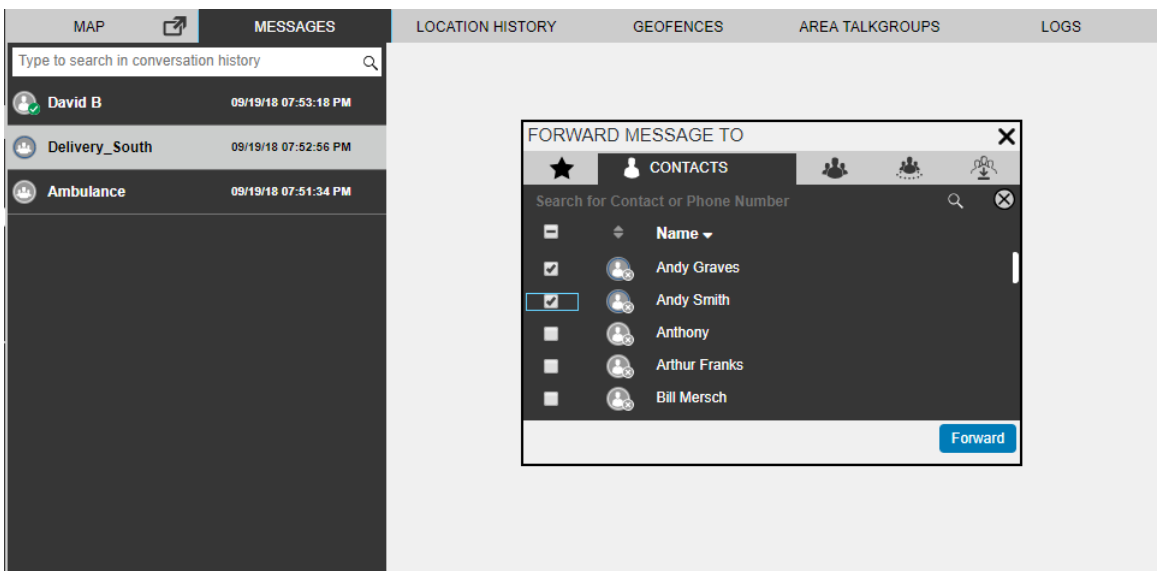 MAP MESSAGES LOCATION HISTORY GEOFENCES AREA TALKGROUPS LOGS
Type to search in conversation history
David B 09/19/18 07:53:18 PM
Delivery_South 09/19/18 07:52:56 PM
Ambulance 09/19/18 07:51:34 PM
FORWARD MESSAGE TO
CONTACTS
Search for Contact or Phone Number
Name
Andy Graves
Andy Smith
Anthony
Arthur Franks
Bill Mersch
Forward